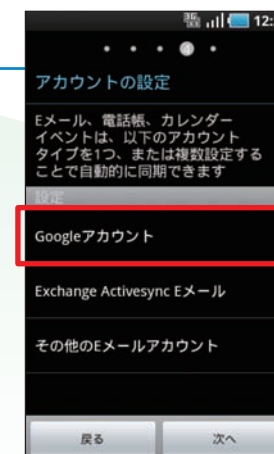 12:
4
アカウントの設定
Eメール、電話帳、カレンダー
イベントは、以下のアカウント
タイプを1つ、または複数設定する
ことで自動的に同期できます
設定
Googleアカウント
Exchange Activesync Eメール
その他のEメールアカウント
戻る 次へ